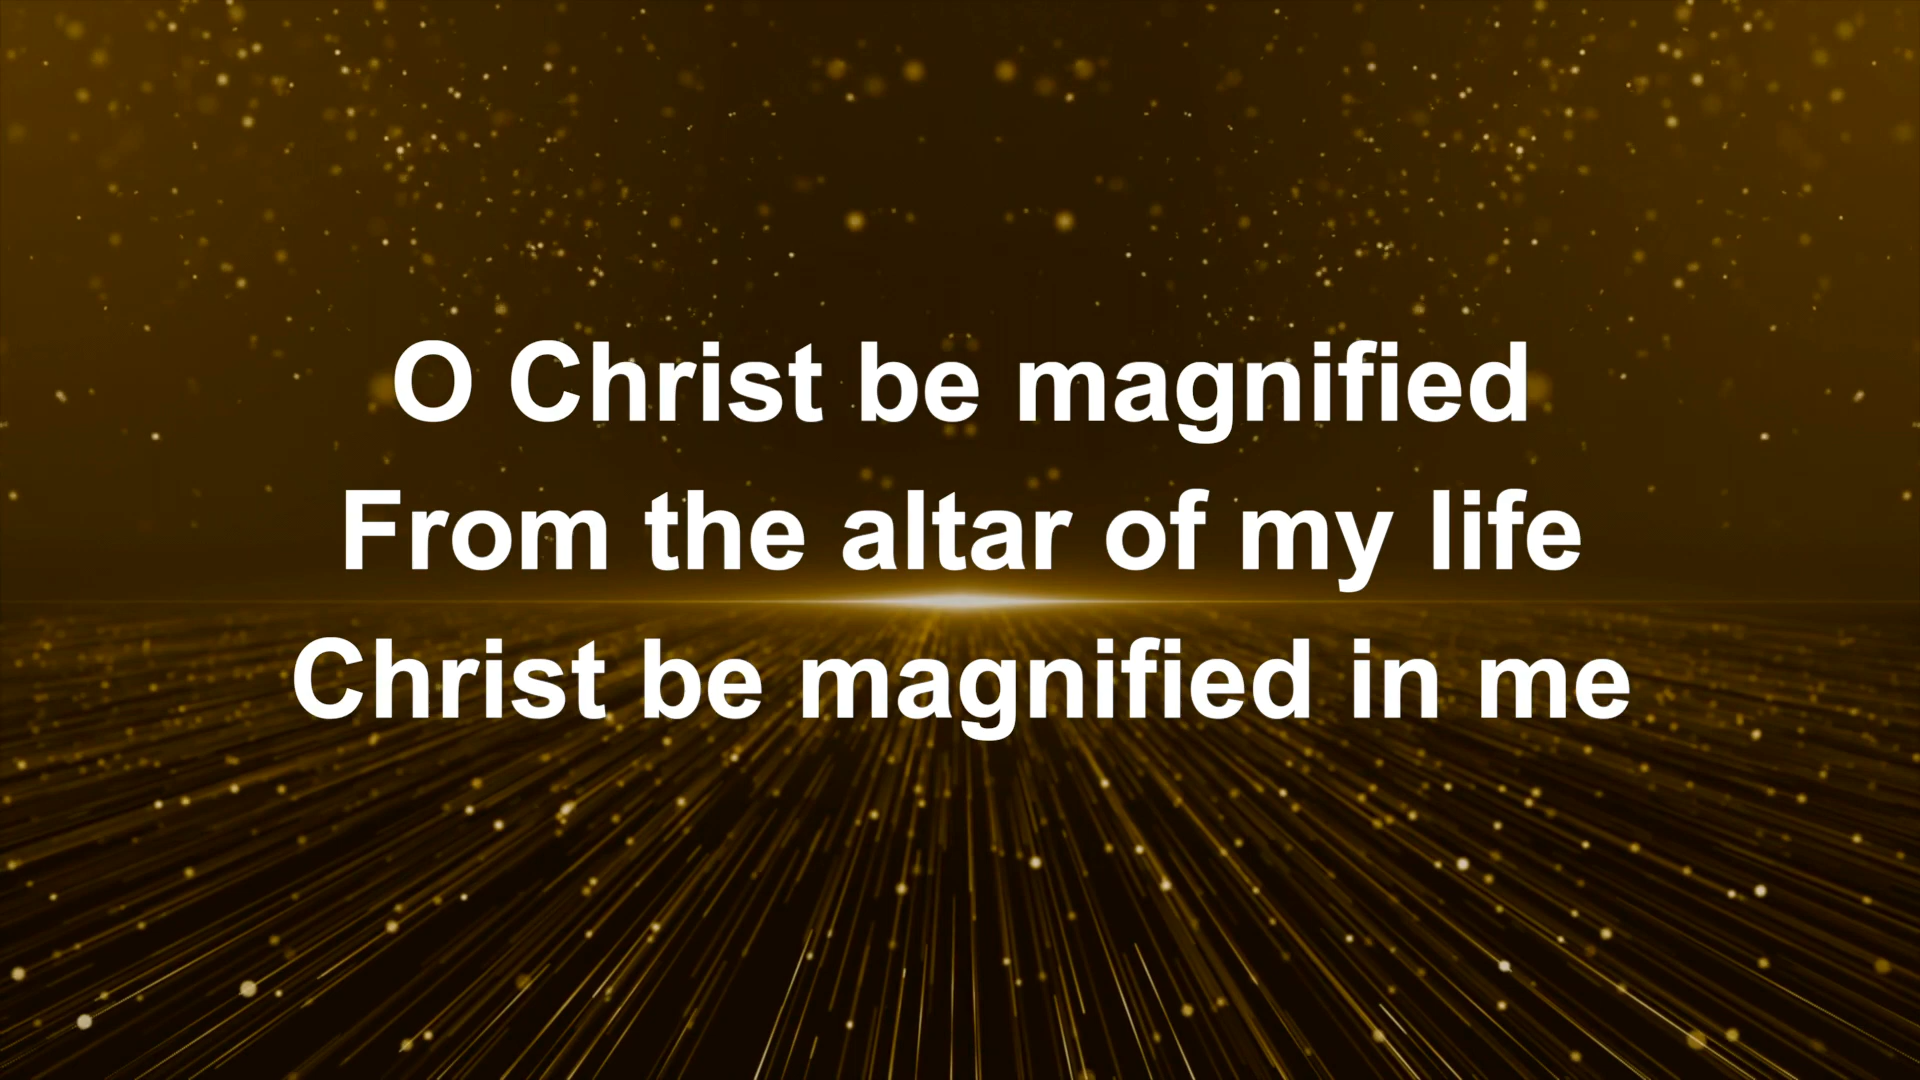 O Christ be magnified
From the altar of my life
Christ be magnified in me